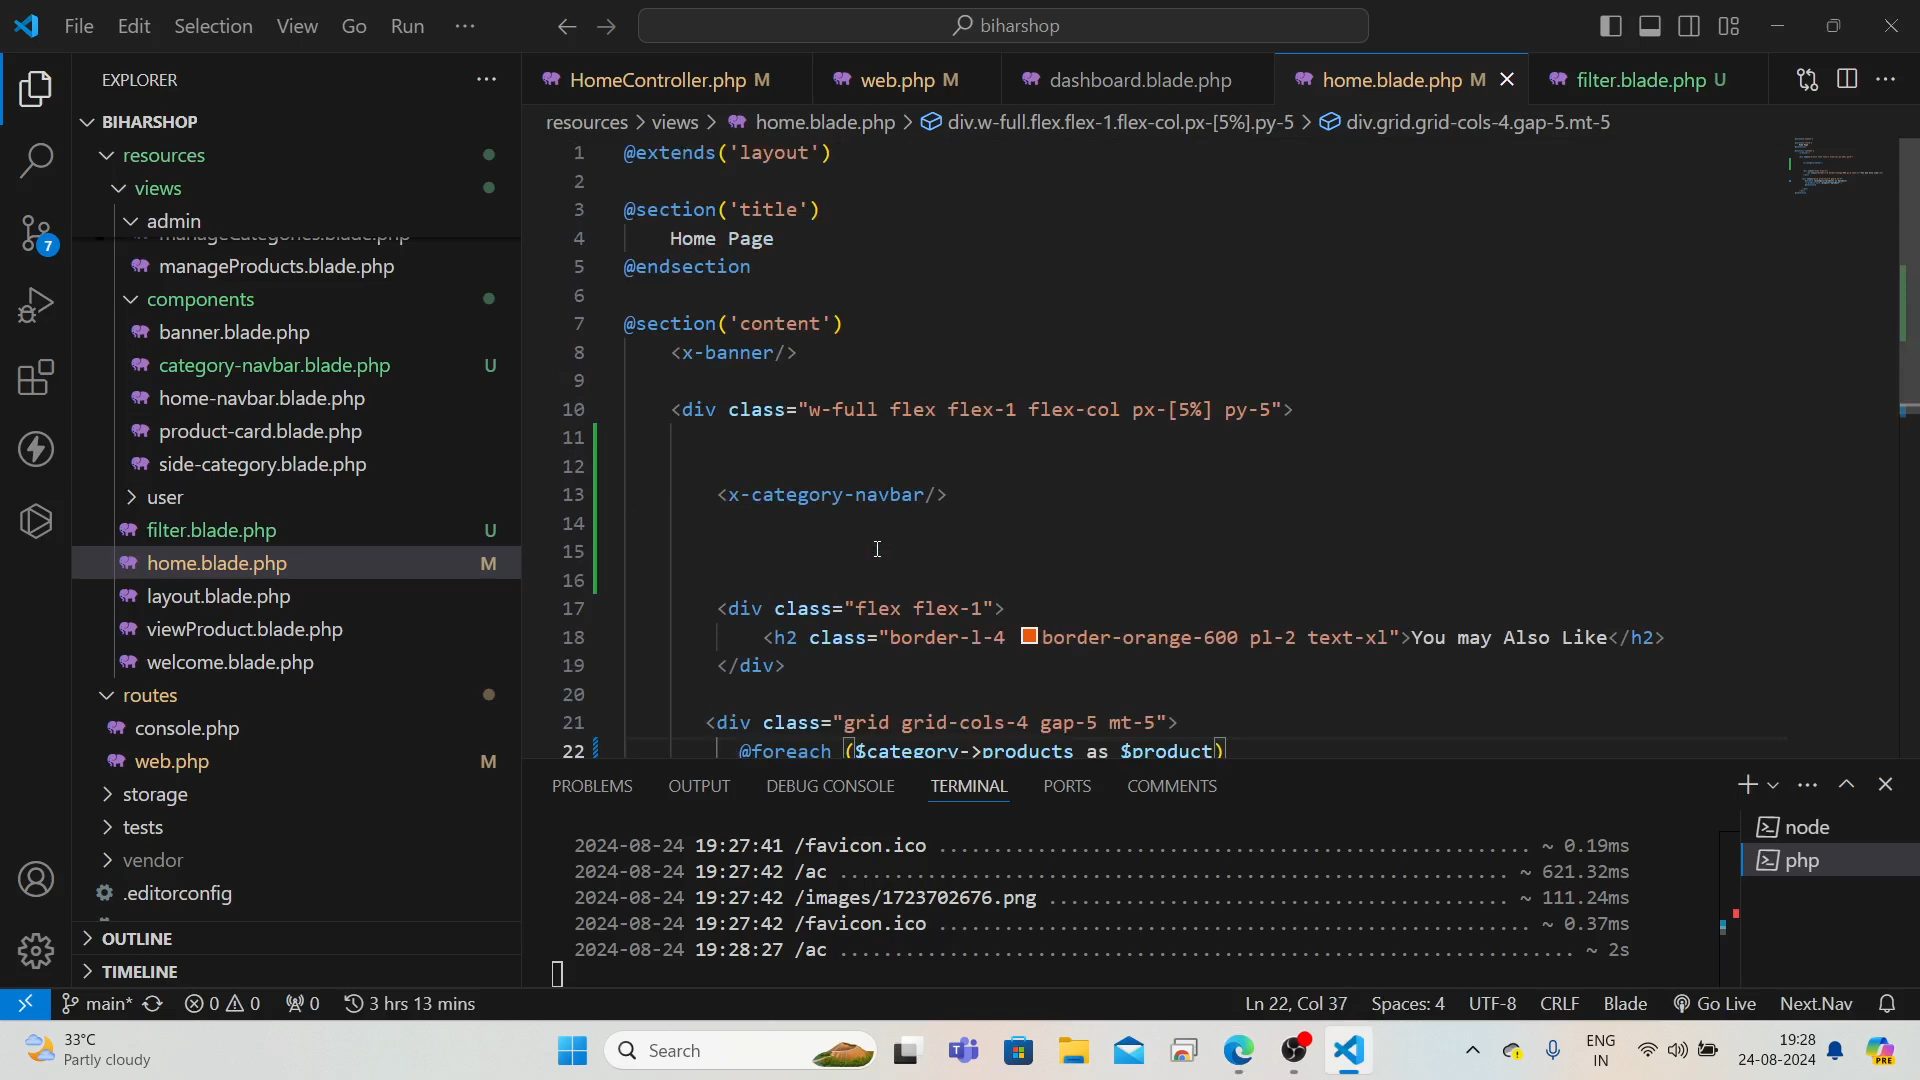 File Edit Selection View Go Run ···
biharshop
EXPLORER
BIHARSHOP
resources
views
admin
manageCategories.blade.php
manageProducts.blade.php
components
banner.blade.php
category-navbar.blade.php U
home-navbar.blade.php
product-card.blade.php
side-category.blade.php
user
filter.blade.php U
home.blade.php M
layout.blade.php
viewProduct.blade.php
welcome.blade.php
routes
console.php
web.php M
storage
tests
vendor
.editorconfig
OUTLINE
TIMELINE
7
HomeController.php M web.php M dashboard.blade.php home.blade.php M filter.blade.php U
resources > views > home.blade.php > div.w-full.flex.flex-1.flex-col.px-[5%].py-5 > div.grid.grid-cols-4.gap-5.mt-5
1 @extends('layout')
2
3 @section('title')
4 Home Page
5 @endsection
6
7 @section('content')
8 <x-banner/>
9
10 <div class="w-full flex flex-1 flex-col px-[5%] py-5">
11
12
13 <x-category-navbar/>
14
15
16
17 <div class="flex flex-1">
18 <h2 class="border-l-4 border-orange-600 pl-2 text-xl">You may Also Like</h2>
19 </div>
20
21 <div class="grid grid-cols-4 gap-5 mt-5">
22 @foreach ($category->products as $product)
PROBLEMS OUTPUT DEBUG CONSOLE TERMINAL PORTS COMMENTS
2024-08-24 19:27:41 /favicon.ico ~ 0.19ms
2024-08-24 19:27:42 /ac ~ 621.32ms
2024-08-24 19:27:42 /images/1723702676.png ~ 111.24ms
2024-08-24 19:27:42 /favicon.ico ~ 0.37ms
2024-08-24 19:28:27 /ac ~ 2s
node
php
main* 0 0 0 3 hrs 13 mins
Ln 22, Col 37 Spaces: 4 UTF-8 CRLF Blade Go Live Next.Nav
33°C
Partly cloudy
Search
ENG
IN
19:28
24-08-2024
PRE